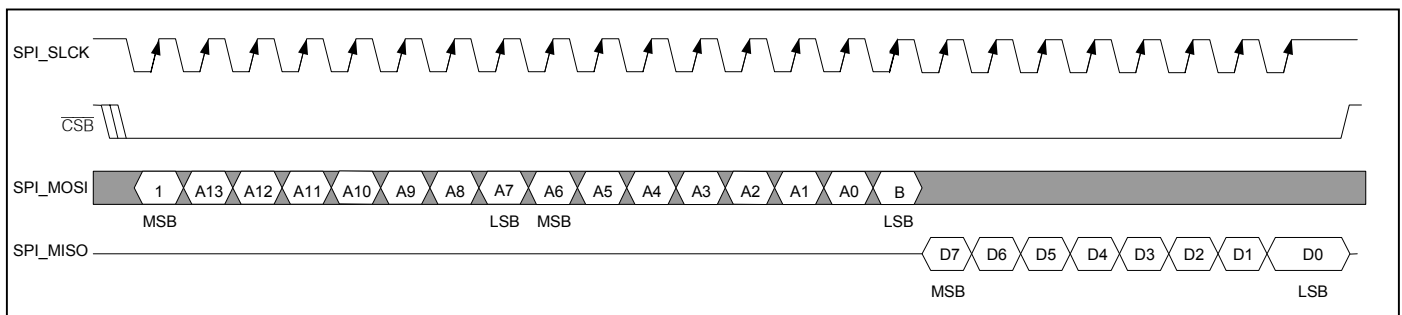 SPI_SLCK
CSB
SPI_MOSI 1 A13 A12 A11 A10 A9 A8 A7 A6 A5 A4 A3 A2 A1 A0 B
MSB LSB MSB LSB
SPI_MISO D7 D6 D5 D4 D3 D2 D1 D0
MSB LSB